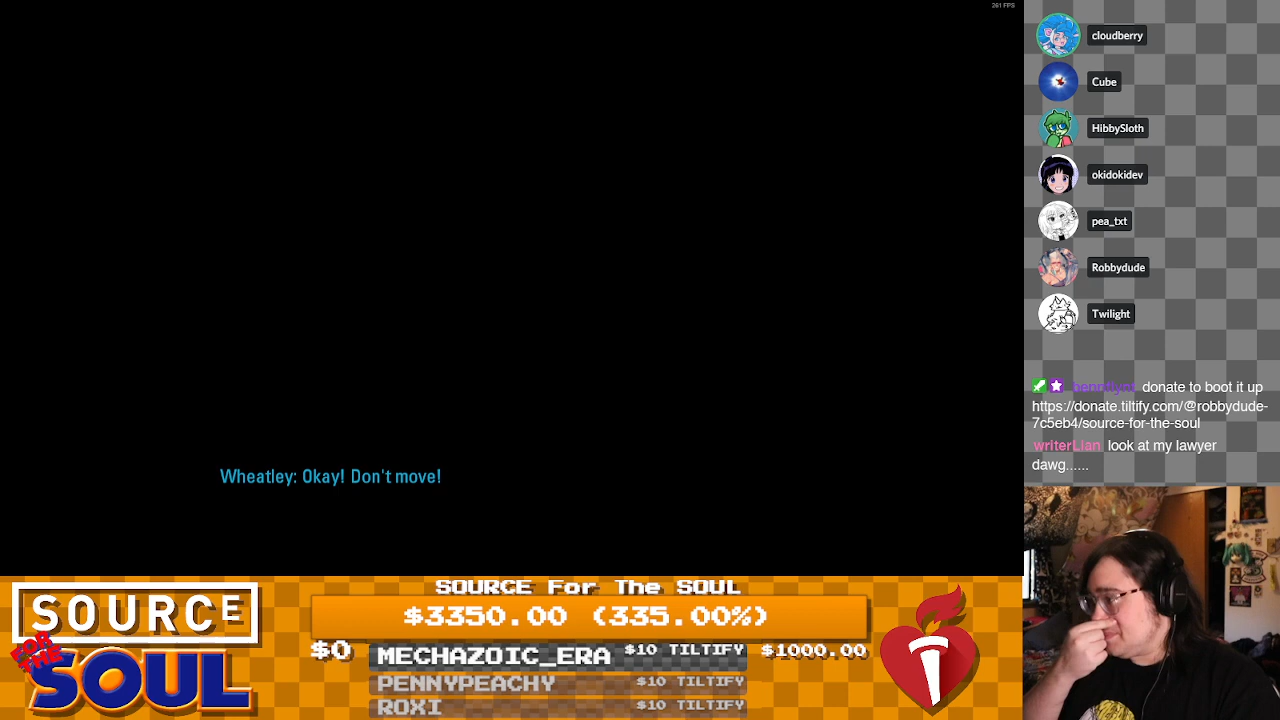 261 FPS
cloudberry
Cube
HibbySloth
okidokidev
pea_txt
Robbydude
Twilight
donate to boot it up
https://donate.tiltify.com/@robbydude-
7c5eb4/source-for-the-soul
writerLian look at my lawyer
dawg......
Wheatley: Okay! Don't move!
SOURCE
FOR THE
SOUL
SOURCE For The SOUL
$3350.00 (335.00%)
$0
$1000.00
MECHAZOIC_ERA $10 TILTIFY
PENNYPEACHY $10 TILTIFY
ROXI $10 TILTIFY